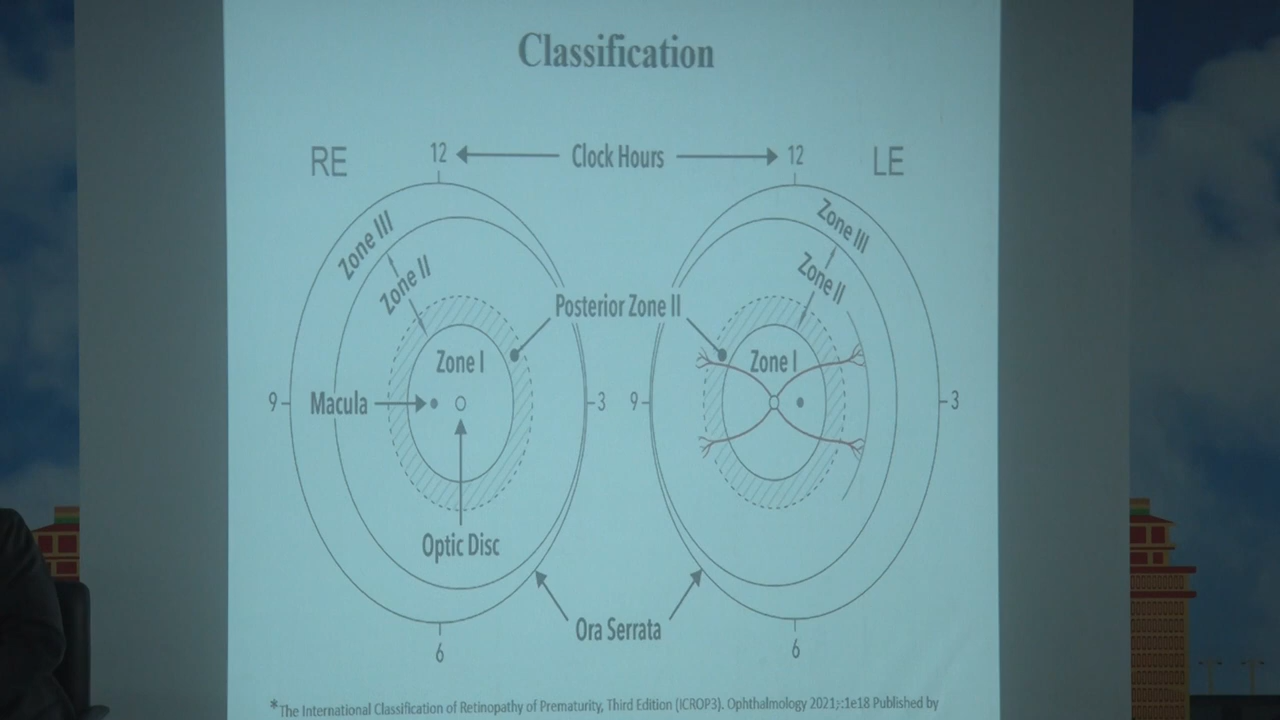 Classification
RE
12
Clock Hours
12
LE
Zone III
Zone III
Zone II
Zone II
Posterior Zone II
Zone I
Zone I
9
Macula
3
9
3
Optic Disc
Ora Serrata
6
6
*The International Classification of Retinopathy of Prematurity, Third Edition (ICROP3). Ophthalmology 2021;:1e18 Published by